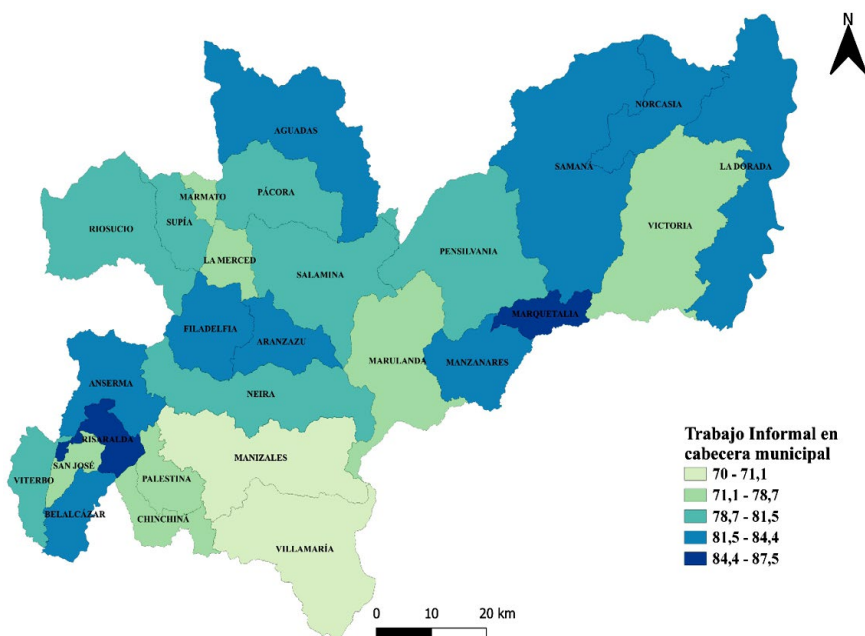 N
AGUADAS
NORCASIA
SAMANÁ
LA DORADA
MARMATO
PÁCORA
SUPÍA
RIOSUCIO
VICTORIA
PENSILVANIA
LA MERCED
SALAMINA
MARQUETALIA
FILADELFIA
ARANZAZU
MARULANDA
MANZANARES
ANSERMA
NEIRA
RISARALDA
MANIZALES
SAN JOSÉ
VITERBO
PALESTINA
BELALCÁZAR
CHINCHINÁ
VILLAMARÍA
Trabajo Informal en
cabecera municipal
70 - 71,1
71,1 - 78,7
78,7 - 81,5
81,5 - 84,4
84,4 - 87,5
0 10 20 km